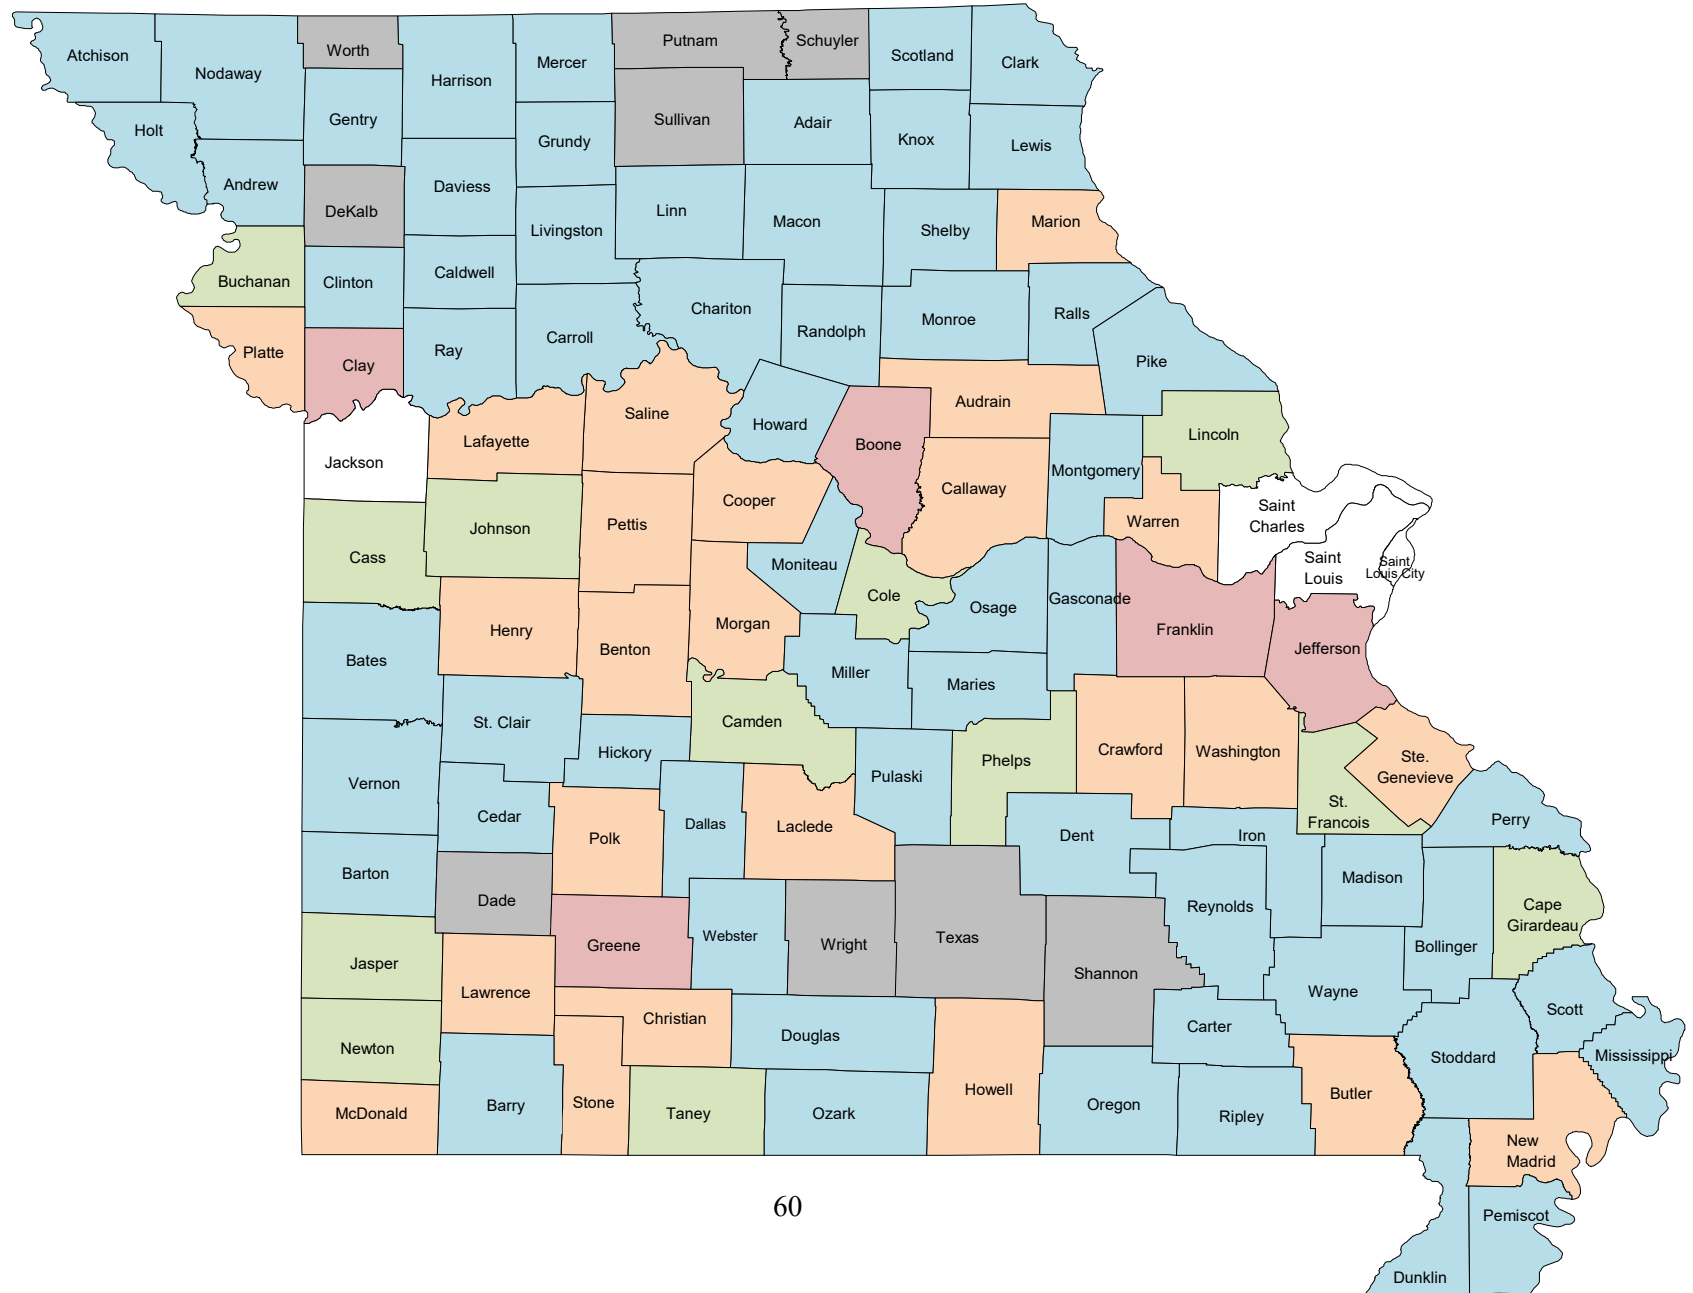 Atchison
Nodaway
Worth
Harrison
Mercer
Putnam
Schuyler
Scotland
Clark
Holt
Gentry
Grundy
Sullivan
Adair
Knox
Lewis
Andrew
DeKalb
Daviess
Livingston
Linn
Macon
Shelby
Marion
Buchanan
Clinton
Caldwell
Chariton
Randolph
Monroe
Ralls
Platte
Clay
Ray
Carroll
Pike
Saline
Howard
Audrain
Lafayette
Boone
Lincoln
Jackson
Montgomery
Cooper
Callaway
Johnson
Pettis
Warren
Saint
Charles
Cass
Moniteau
Saint
Louis
Saint
Louis City
Cole
Osage
Gasconade
Henry
Benton
Morgan
Franklin
Jefferson
Bates
Miller
Maries
St. Clair
Hickory
Camden
Pulaski
Phelps
Crawford
Washington
Ste.
Genevieve
Vernon
Cedar
Polk
Dallas
Laclede
Dent
Iron
St.
Francois
Perry
Barton
Dade
Madison
Reynolds
Cape
Girardeau
Greene
Webster
Wright
Texas
Bollinger
Jasper
Lawrence
Shannon
Wayne
Scott
Christian
Douglas
Carter
Newton
Stoddard
Mississippi
McDonald
Barry
Stone
Taney
Ozark
Howell
Oregon
Ripley
Butler
New
Madrid
60
Pemiscot
Dunklin